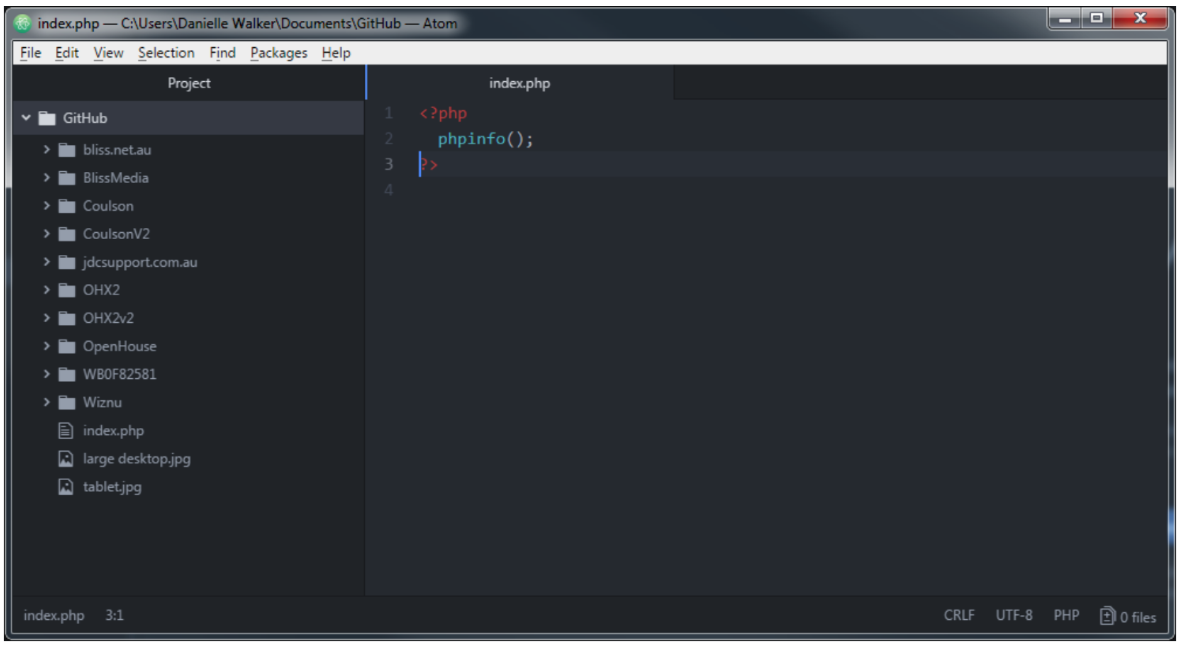 index.php — C:\Users\Danielle Walker\Documents\GitHub — Atom
File Edit View Selection Find Packages Help
Project
GitHub
bliss.net.au
BlissMedia
Coulson
CoulsonV2
jdcsupport.com.au
OHX2
OHX2v2
OpenHouse
WB0F82581
Wiznu
index.php
large desktop.jpg
tablet.jpg
index.php
1 <?php
2 phpinfo();
3 ?>
4
index.php 3:1
CRLF UTF-8 PHP 0 files